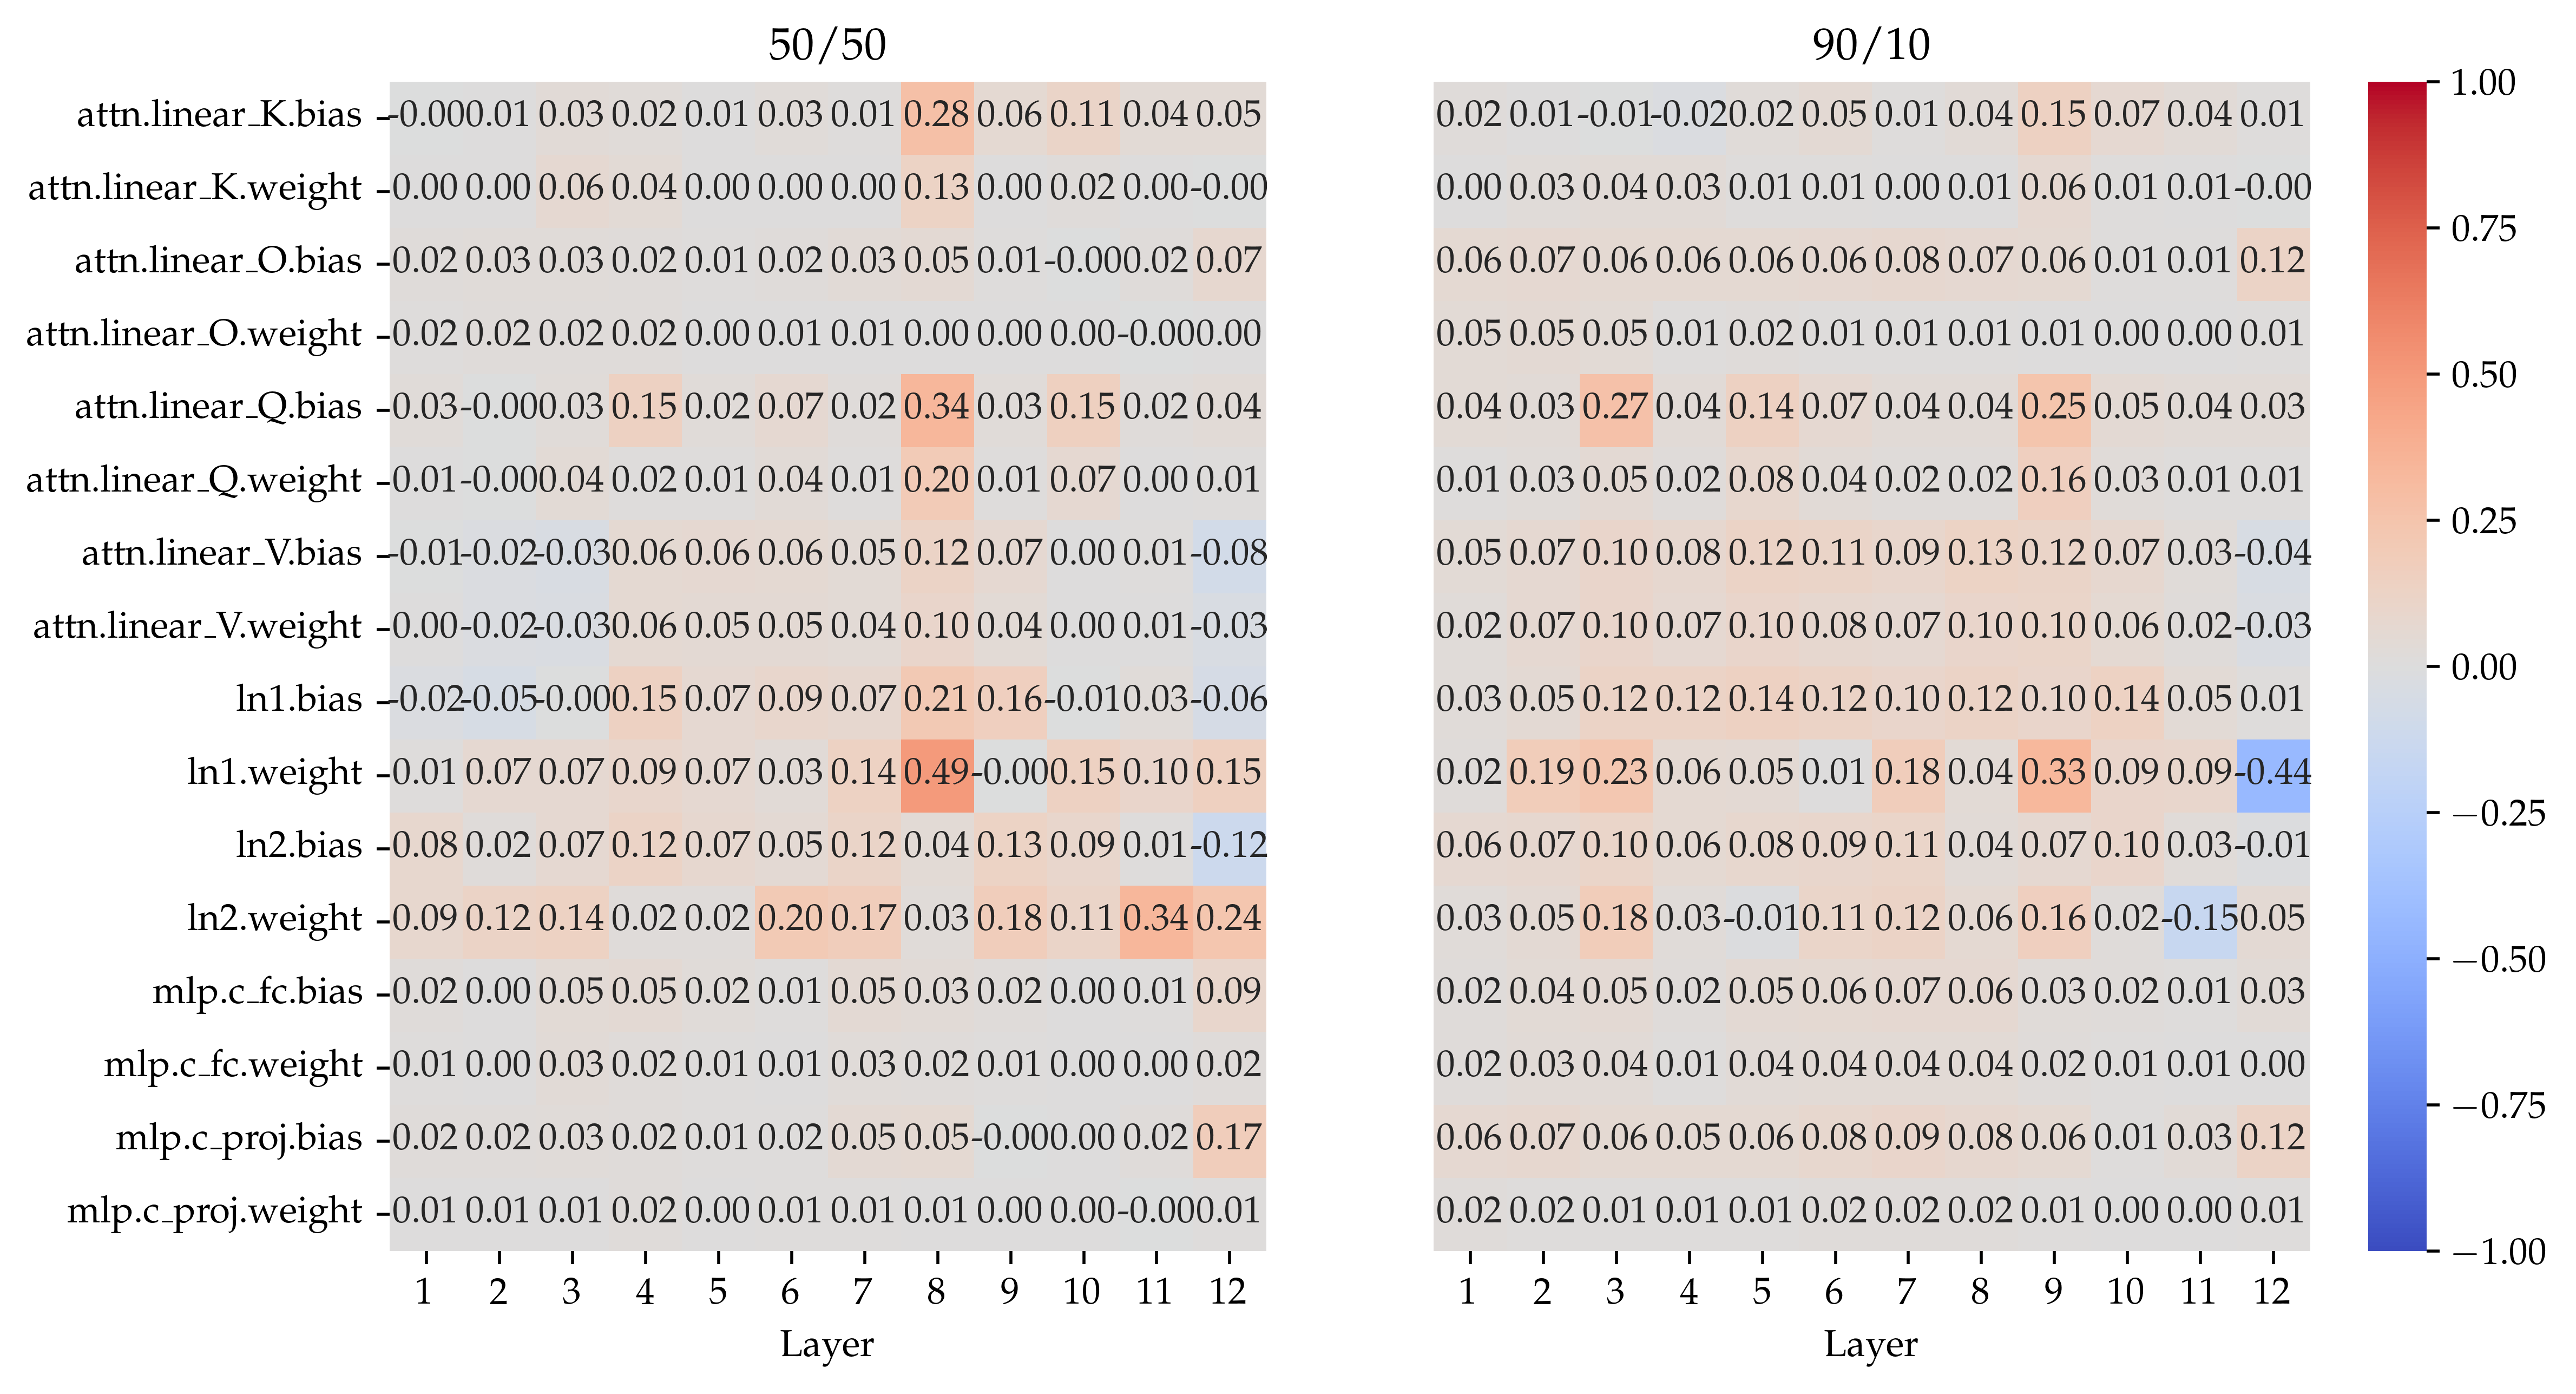 50/50 90/10
attn.linear_K.bias -0.00 0.01 0.03 0.02 0.01 0.03 0.01 0.28 0.06 0.11 0.04 0.05 0.02 0.01 -0.01 -0.02 0.02 0.05 0.01 0.04 0.15 0.07 0.04 0.01 1.00
attn.linear_K.weight 0.00 0.00 0.06 0.04 0.00 0.00 0.00 0.13 0.00 0.02 0.00 -0.00 0.00 0.03 0.04 0.03 0.01 0.01 0.00 0.01 0.06 0.01 0.01 -0.00
attn.linear_O.bias 0.02 0.03 0.03 0.02 0.01 0.02 0.03 0.05 0.01 -0.00 0.02 0.07 0.06 0.07 0.06 0.06 0.06 0.06 0.08 0.07 0.06 0.01 0.01 0.12 0.75
attn.linear_O.weight 0.02 0.02 0.02 0.02 0.00 0.01 0.01 0.00 0.00 0.00 -0.00 0.00 0.05 0.05 0.05 0.01 0.02 0.01 0.01 0.01 0.01 0.00 0.00 0.01
attn.linear_Q.bias 0.03 -0.00 0.03 0.15 0.02 0.07 0.02 0.34 0.03 0.15 0.02 0.04 0.04 0.03 0.27 0.04 0.14 0.07 0.04 0.04 0.25 0.05 0.04 0.03 0.50
attn.linear_Q.weight 0.01 -0.00 0.04 0.02 0.01 0.04 0.01 0.20 0.01 0.07 0.00 0.01 0.01 0.03 0.05 0.02 0.08 0.04 0.02 0.02 0.16 0.03 0.01 0.01 0.25
attn.linear_V.bias -0.01 -0.02 -0.03 0.06 0.06 0.06 0.05 0.12 0.07 0.00 0.01 -0.08 0.05 0.07 0.10 0.08 0.12 0.11 0.09 0.13 0.12 0.07 0.03 -0.04
attn.linear_V.weight 0.00 -0.02 -0.03 0.06 0.05 0.05 0.04 0.10 0.04 0.00 0.01 -0.03 0.02 0.07 0.10 0.07 0.10 0.08 0.07 0.10 0.10 0.06 0.02 -0.03 0.00
ln1.bias -0.02 -0.05 -0.00 0.15 0.07 0.09 0.07 0.21 0.16 -0.01 0.03 -0.06 0.03 0.05 0.12 0.12 0.14 0.12 0.10 0.12 0.10 0.14 0.05 0.01
ln1.weight 0.01 0.07 0.07 0.09 0.07 0.03 0.14 0.49 -0.00 0.15 0.10 0.15 0.02 0.19 0.23 0.06 0.05 0.01 0.18 0.04 0.33 0.09 0.09 -0.44 −0.25
ln2.bias 0.08 0.02 0.07 0.12 0.07 0.05 0.12 0.04 0.13 0.09 0.01 -0.12 0.06 0.07 0.10 0.06 0.08 0.09 0.11 0.04 0.07 0.10 0.03 -0.01
ln2.weight 0.09 0.12 0.14 0.02 0.02 0.20 0.17 0.03 0.18 0.11 0.34 0.24 0.03 0.05 0.18 0.03 -0.01 0.11 0.12 0.06 0.16 0.02 -0.15 0.05 −0.50
mlp.c_fc.bias 0.02 0.00 0.05 0.05 0.02 0.01 0.05 0.03 0.02 0.00 0.01 0.09 0.02 0.04 0.05 0.02 0.05 0.06 0.07 0.06 0.03 0.02 0.01 0.03
mlp.c_fc.weight 0.01 0.00 0.03 0.02 0.01 0.01 0.03 0.02 0.01 0.00 0.00 0.02 0.02 0.03 0.04 0.01 0.04 0.04 0.04 0.04 0.02 0.01 0.01 0.00 −0.75
mlp.c_proj.bias 0.02 0.02 0.03 0.02 0.01 0.02 0.05 0.05 -0.00 0.00 0.02 0.17 0.06 0.07 0.06 0.05 0.06 0.08 0.09 0.08 0.06 0.01 0.03 0.12
mlp.c_proj.weight 0.01 0.01 0.01 0.02 0.00 0.01 0.01 0.01 0.00 0.00 -0.00 0.01 0.02 0.02 0.01 0.01 0.01 0.02 0.02 0.02 0.01 0.00 0.00 0.01 −1.00
1 2 3 4 5 6 7 8 9 10 11 12 1 2 3 4 5 6 7 8 9 10 11 12
Layer Layer